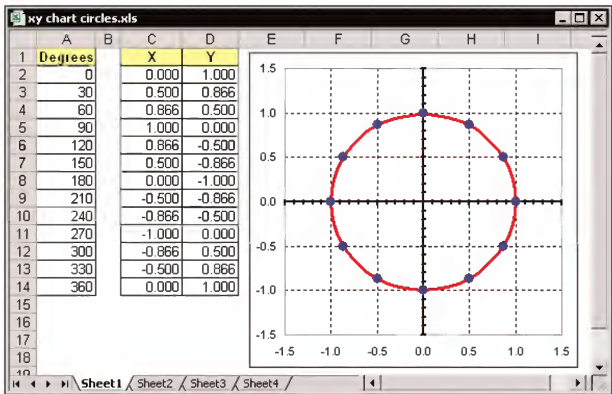 xy chart circles.xls
A B C D E F G H I
1 Degrees X Y
2 0 0.000 1.000
3 30 0.500 0.866
4 60 0.866 0.500
5 90 1.000 0.000
6 120 0.866 -0.500
7 150 0.500 -0.866
8 180 0.000 -1.000
9 210 -0.500 -0.866
10 240 -0.866 -0.500
11 270 -1.000 0.000
12 300 -0.866 0.500
13 330 -0.500 0.866
14 360 0.000 1.000
15
16
17
18
19
1.5
1.0
0.5
0.0
-0.5
-1.0
-1.5
-1.5 -1.0 -0.5 0.0 0.5 1.0 1.5
Sheet1 Sheet2 Sheet3 Sheet4